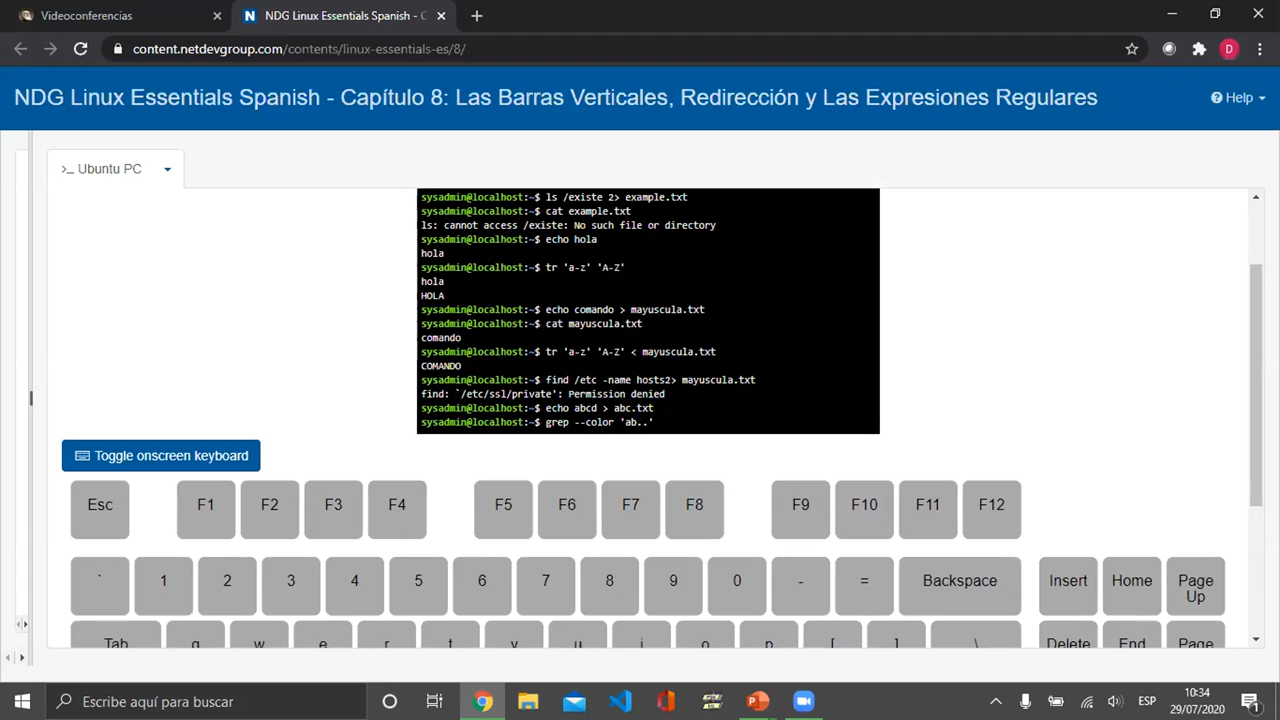 Videoconferencias
NDG Linux Essentials Spanish - C
content.netdevgroup.com/contents/linux-essentials-es/8/
D
NDG Linux Essentials Spanish - Capítulo 8: Las Barras Verticales, Redirección y Las Expresiones Regulares
Help
>_ Ubuntu PC
sysadmin@localhost:~$ ls /existe 2> example.txt
sysadmin@localhost:~$ cat example.txt
ls: cannot access /existe: No such file or directory
sysadmin@localhost:~$ echo hola
hola
sysadmin@localhost:~$ tr 'a-z' 'A-Z'
hola
HOLA
sysadmin@localhost:~$ echo comando > mayuscula.txt
sysadmin@localhost:~$ cat mayuscula.txt
comando
sysadmin@localhost:~$ tr 'a-z' 'A-Z' < mayuscula.txt
COMANDO
sysadmin@localhost:~$ find /etc -name hosts2> mayuscula.txt
find: `/etc/ssl/private': Permission denied
sysadmin@localhost:~$ echo abcd > abc.txt
sysadmin@localhost:~$ grep --color 'ab..'
Toggle onscreen keyboard
Esc F1 F2 F3 F4 F5 F6 F7 F8 F9 F10 F11 F12
` 1 2 3 4 5 6 7 8 9 0 - = Backspace Insert Home Page Up
Tab q w e r t y u i o p [ ] \ Delete End Page
Escribe aquí para buscar
ESP
10:34
29/07/2020
1